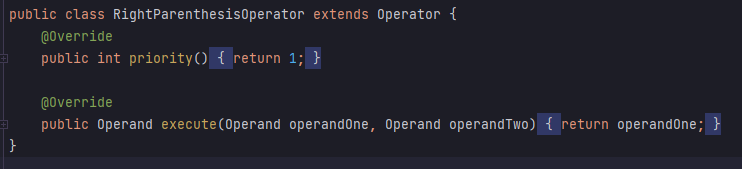 public class RightParenthesisOperator extends Operator {
@Override
public int priority() { return 1; }
@Override
public Operand execute(Operand operandOne, Operand operandTwo) { return operandOne; }
}